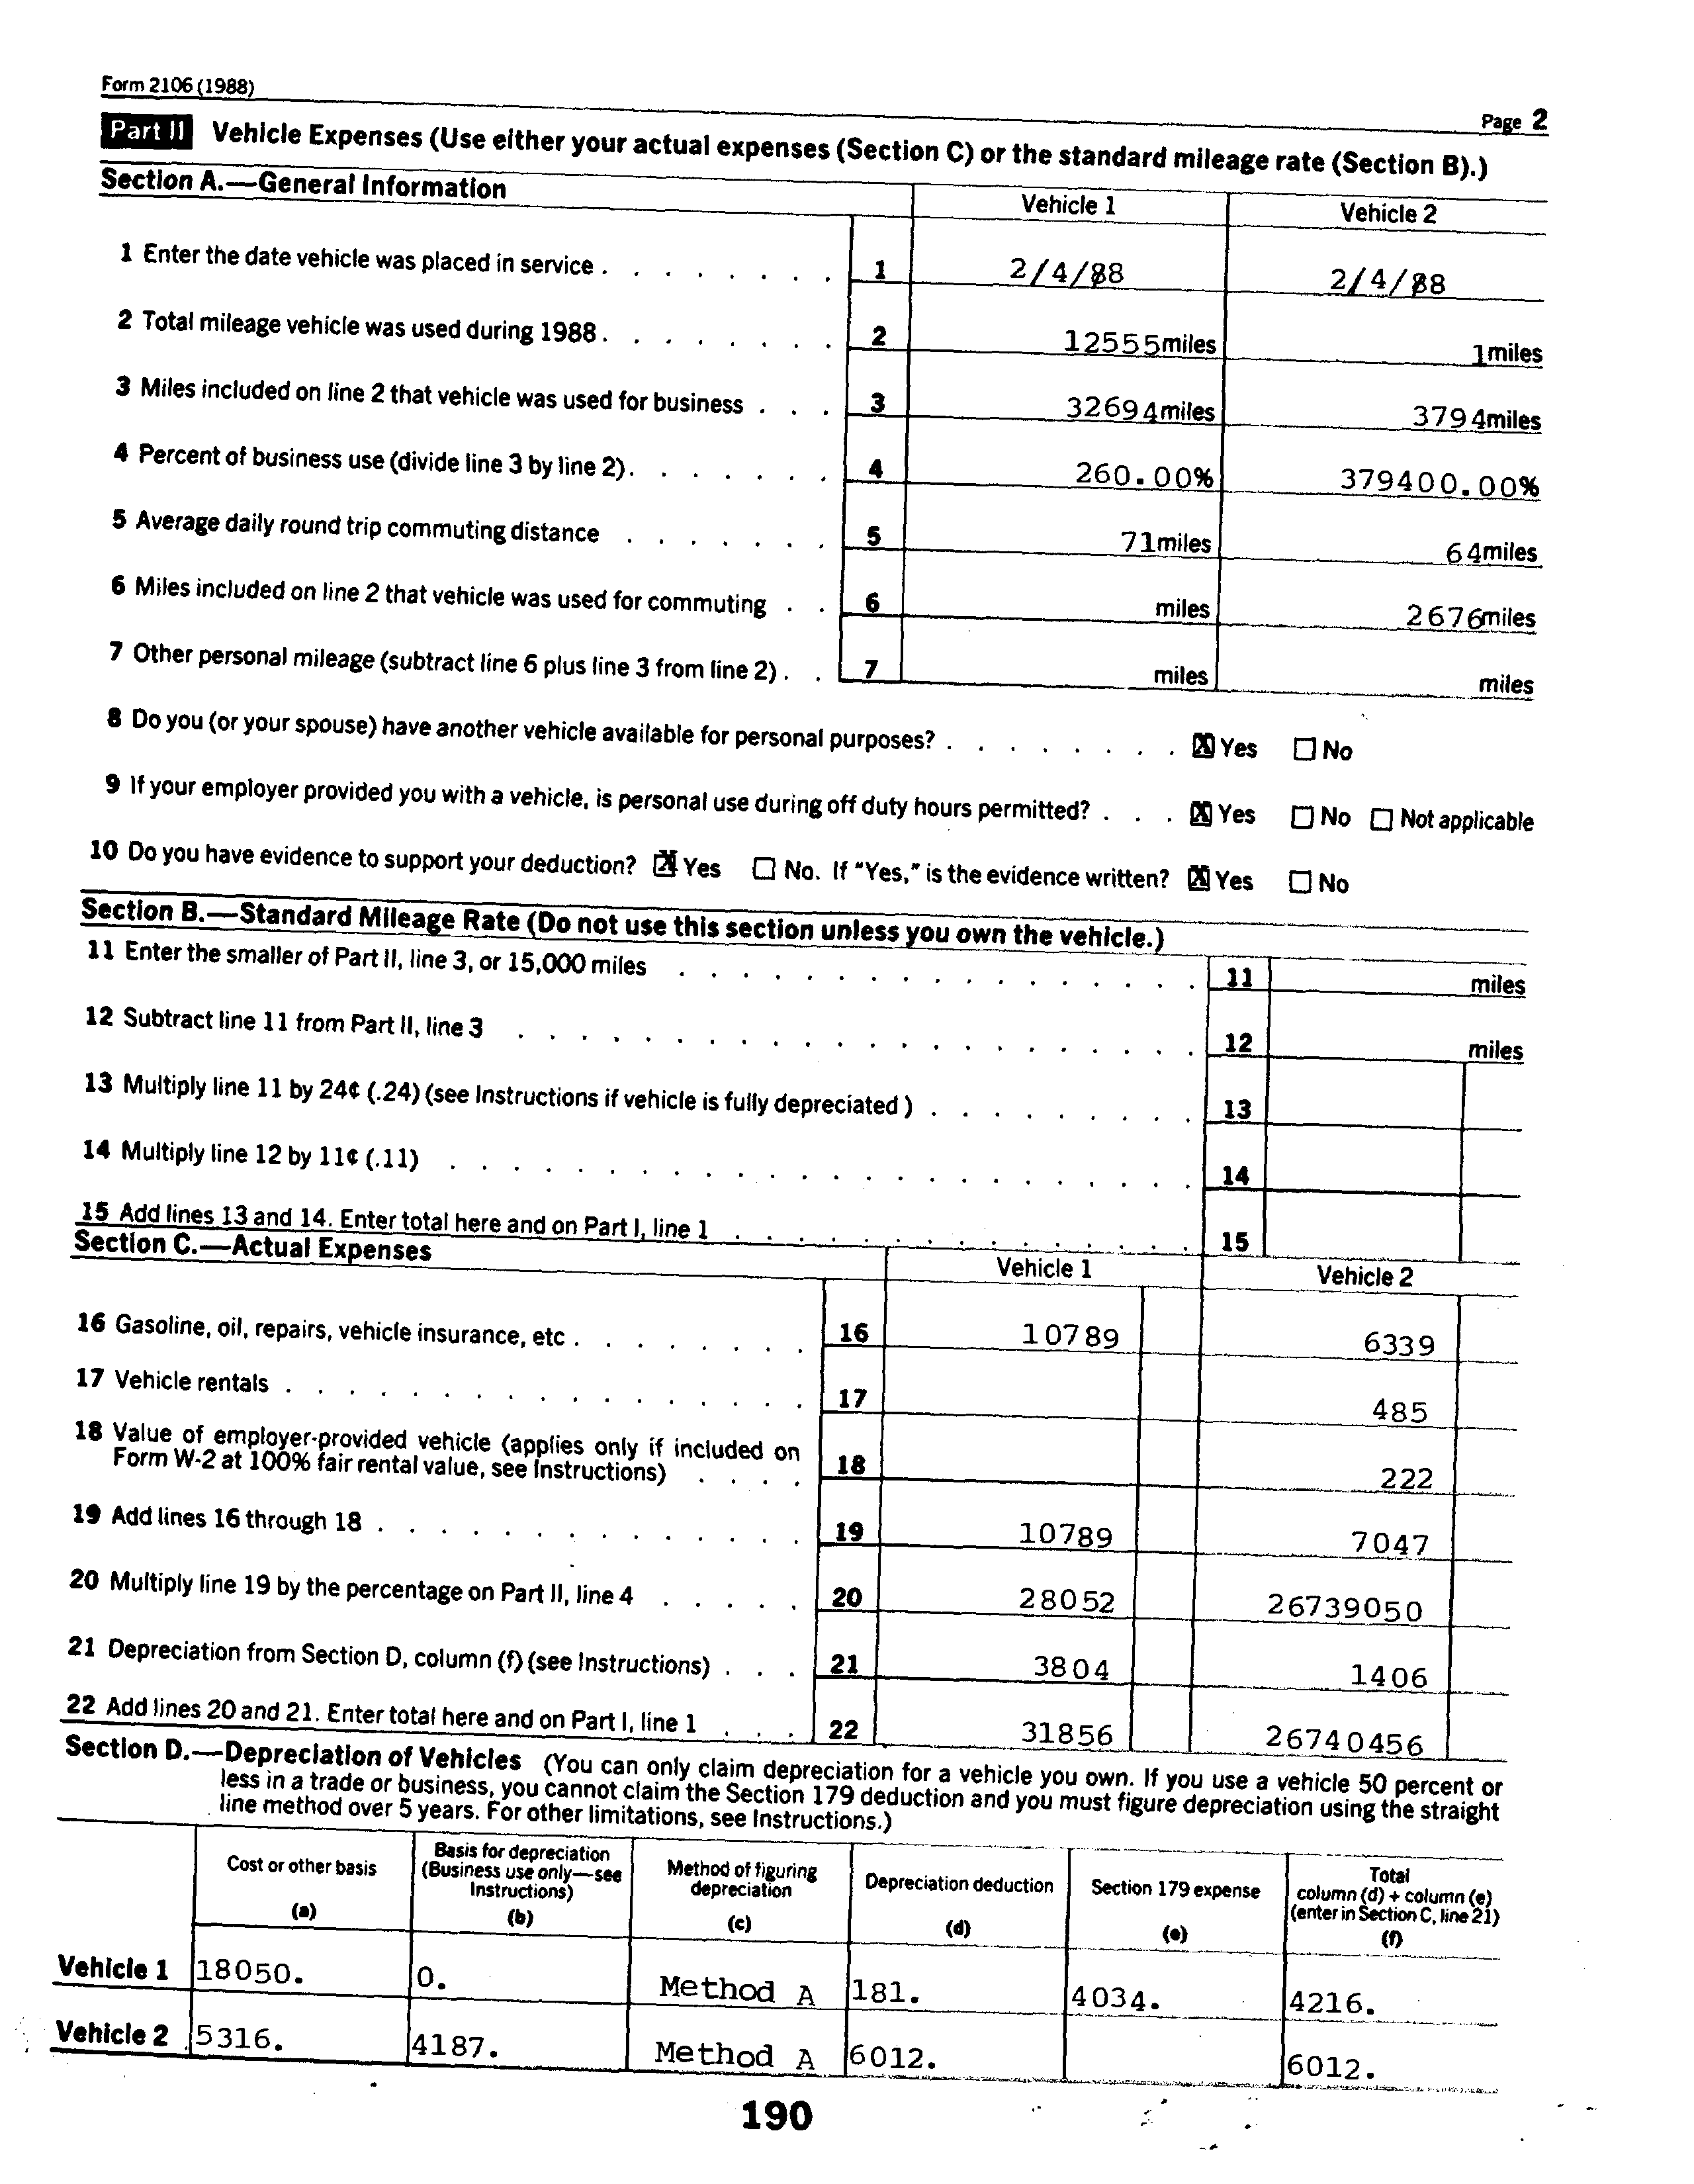 Form 2106 (1988)
Page 2
Part II Vehicle Expenses (Use either your actual expenses (Section C) or the standard mileage rate (Section B).)
Section A.—General Information
Vehicle 1 Vehicle 2
1 Enter the date vehicle was placed in service . . . . . . . . 1 2/4/88 2/4/88
2 Total mileage vehicle was used during 1988 . . . . . . . . 2 12555 miles 1 miles
3 Miles included on line 2 that vehicle was used for business . . . 3 32694 miles 3794 miles
4 Percent of business use (divide line 3 by line 2) . . . . . . . 4 260.00% 379400.00%
5 Average daily round trip commuting distance . . . . . . . 5 71 miles 64 miles
6 Miles included on line 2 that vehicle was used for commuting . . 6 miles 2676 miles
7 Other personal mileage (subtract line 6 plus line 3 from line 2) . . 7 miles miles
8 Do you (or your spouse) have another vehicle available for personal purposes? . . . . . . . . ☒ Yes ☐ No
9 If your employer provided you with a vehicle, is personal use during off duty hours permitted? . . . ☒ Yes ☐ No ☐ Not applicable
10 Do you have evidence to support your deduction? ☒ Yes ☐ No. If "Yes," is the evidence written? ☒ Yes ☐ No
Section B.—Standard Mileage Rate (Do not use this section unless you own the vehicle.)
11 Enter the smaller of Part II, line 3, or 15,000 miles . . . . . . . . . . . . . . . . . 11 miles
12 Subtract line 11 from Part II, line 3 . . . . . . . . . . . . . . . . . . . . . . 12 miles
13 Multiply line 11 by 24¢ (.24) (see Instructions if vehicle is fully depreciated) . . . . . . . . . 13
14 Multiply line 12 by 11¢ (.11) . . . . . . . . . . . . . . . . . . . . . . . . 14
15 Add lines 13 and 14. Enter total here and on Part I, line 1 . . . . . . . . . . . . . . . 15
Section C.—Actual Expenses
Vehicle 1 Vehicle 2
16 Gasoline, oil, repairs, vehicle insurance, etc . . . . . . . . 16 10789 6339
17 Vehicle rentals . . . . . . . . . . . . . . . . . 17 485
18 Value of employer-provided vehicle (applies only if included on
Form W-2 at 100% fair rental value, see Instructions) . . . . 18 222
19 Add lines 16 through 18 . . . . . . . . . . . . . . 19 10789 7047
20 Multiply line 19 by the percentage on Part II, line 4 . . . . . 20 28052 26739050
21 Depreciation from Section D, column (f) (see Instructions) . . . 21 3804 1406
22 Add lines 20 and 21. Enter total here and on Part I, line 1 . . . 22 31856 26740456
Section D.—Depreciation of Vehicles (You can only claim depreciation for a vehicle you own. If you use a vehicle 50 percent or
less in a trade or business, you cannot claim the Section 179 deduction and you must figure depreciation using the straight
line method over 5 years. For other limitations, see Instructions.)
Cost or other basis
(a)
Basis for depreciation
(Business use only—see
Instructions)
(b)
Method of figuring
depreciation
(c)
Depreciation deduction
(d)
Section 179 expense
(e)
Total
column (d) + column (e)
(enter in Section C, line 21)
(f)
Vehicle 1 18050. 0. Method A 181. 4034. 4216.
Vehicle 2 5316. 4187. Method A 6012. 6012.
190